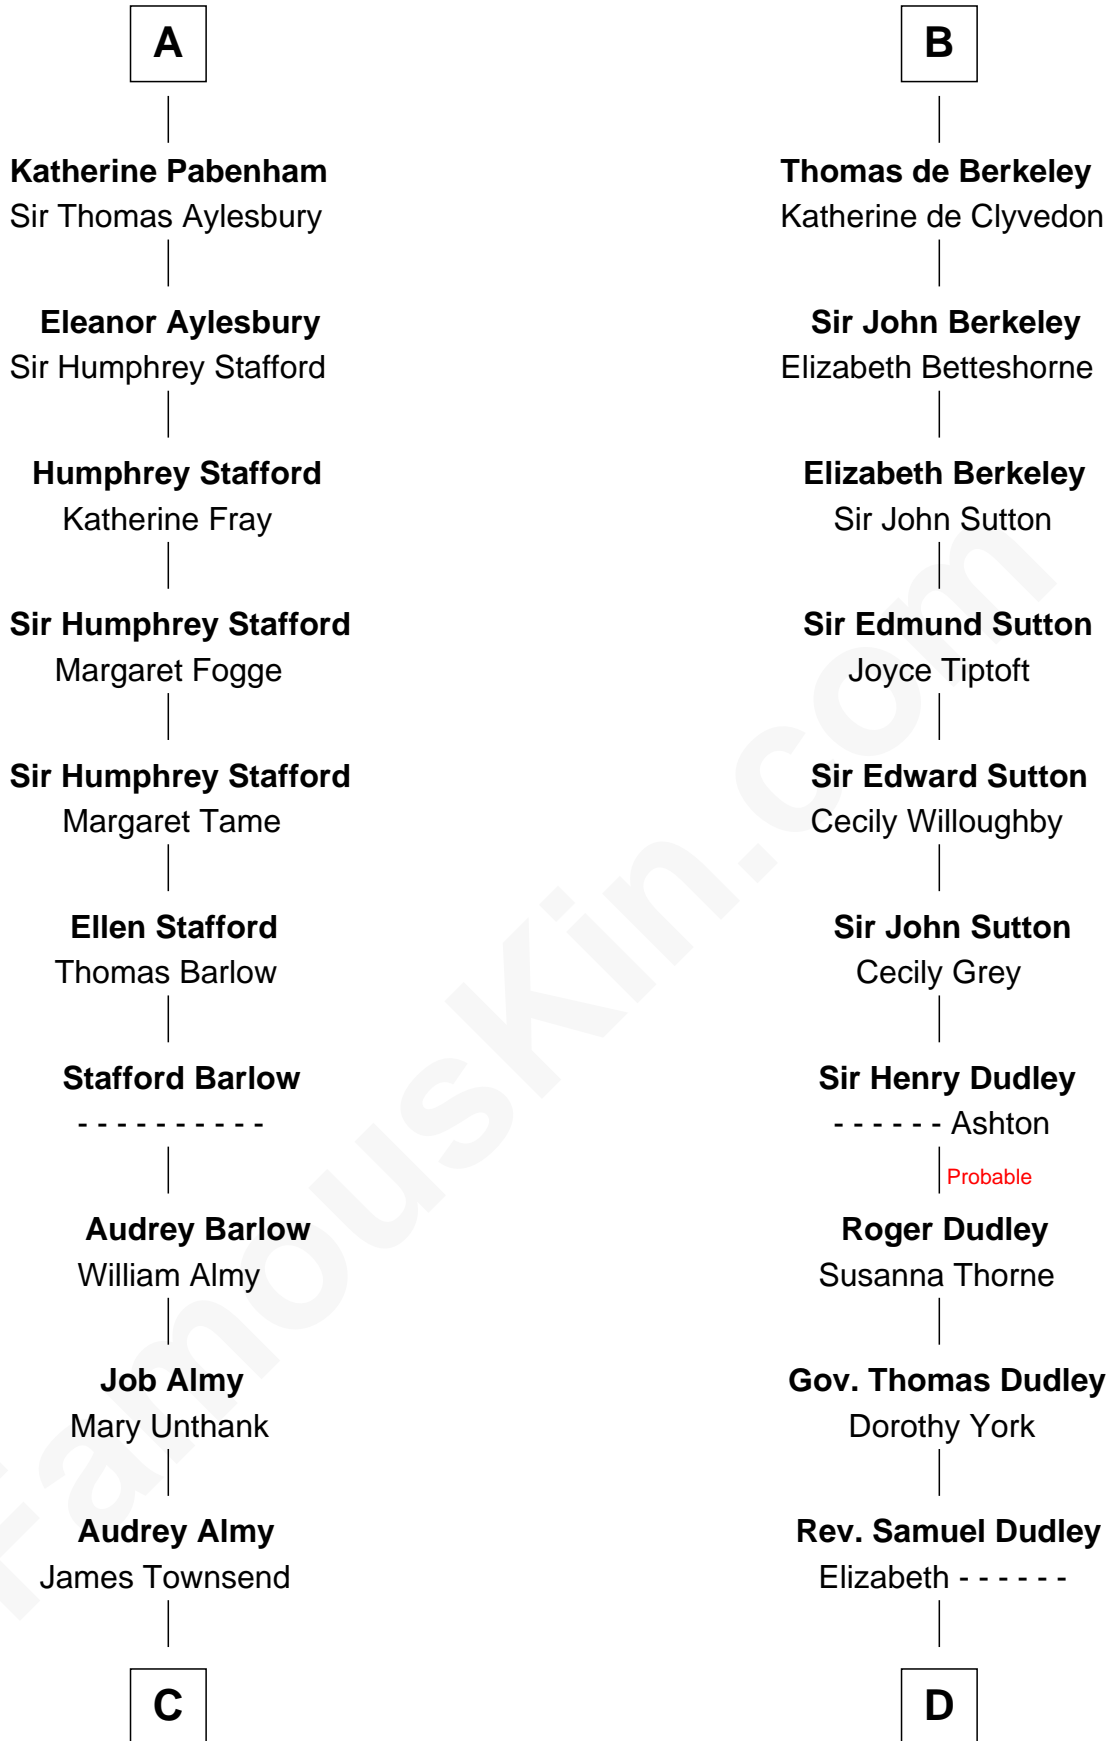 A
Katherine Pabenham
Sir Thomas Aylesbury
Eleanor Aylesbury
Sir Humphrey Stafford
Humphrey Stafford
Katherine Fray
Sir Humphrey Stafford
Margaret Fogge
Sir Humphrey Stafford
Margaret Tame
Ellen Stafford
Thomas Barlow
Stafford Barlow
- - - - - - - - - -
Audrey Barlow
William Almy
Job Almy
Mary Unthank
Audrey Almy
James Townsend
C
B
Thomas de Berkeley
Katherine de Clyvedon
Sir John Berkeley
Elizabeth Betteshorne
Elizabeth Berkeley
Sir John Sutton
Sir Edmund Sutton
Joyce Tiptoft
Sir Edward Sutton
Cecily Willoughby
Sir John Sutton
Cecily Grey
Sir Henry Dudley
- - - - - - Ashton
Probable
Roger Dudley
Susanna Thorne
Gov. Thomas Dudley
Dorothy York
Rev. Samuel Dudley
Elizabeth - - - - - -
D
FamousKin.com